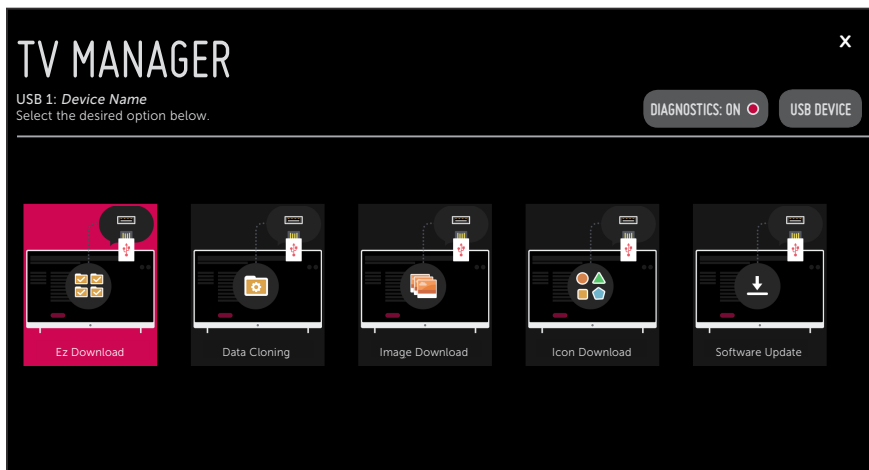 TV MANAGER
X
USB 1: Device Name
Select the desired option below.
DIAGNOSTICS: ON
USB DEVICE
Ez Download
Data Cloning
Image Download
Icon Download
Software Update